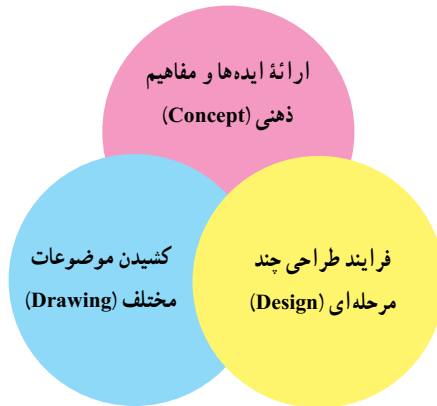 ارائهٔ ایده‌ها و مفاهیم
ذهنی (Concept)
کشیدن موضوعات
مختلف (Drawing)
فرایند طراحی چند
مرحله‌ای (Design)